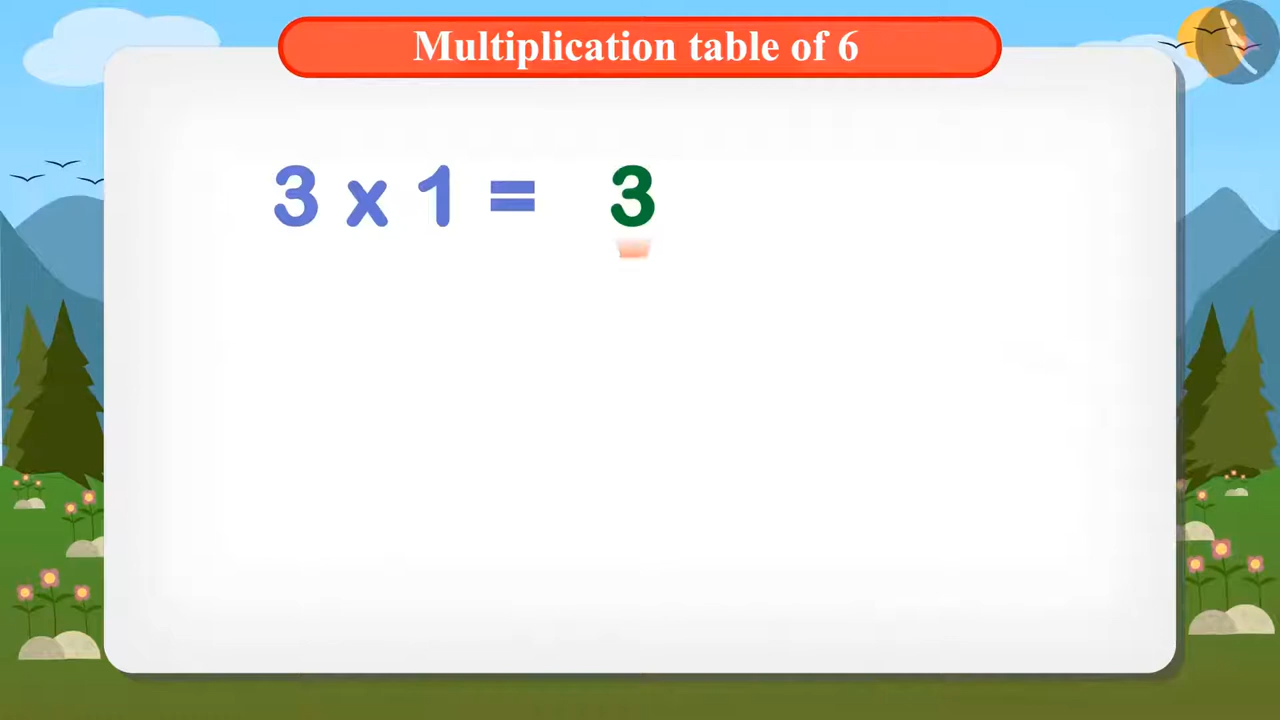 Multiplication table of 6
3 x 1 = 3